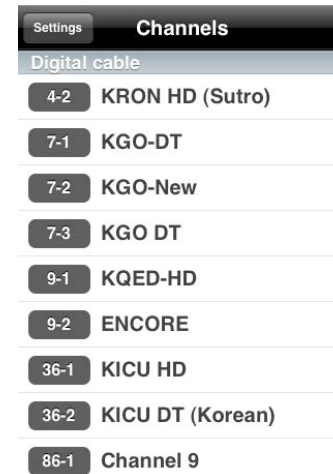 Settings Channels
Digital cable
4-2 KRON HD (Sutro)
7-1 KGO-DT
7-2 KGO-New
7-3 KGO DT
9-1 KQED-HD
9-2 ENCORE
36-1 KICU HD
36-2 KICU DT (Korean)
86-1 Channel 9